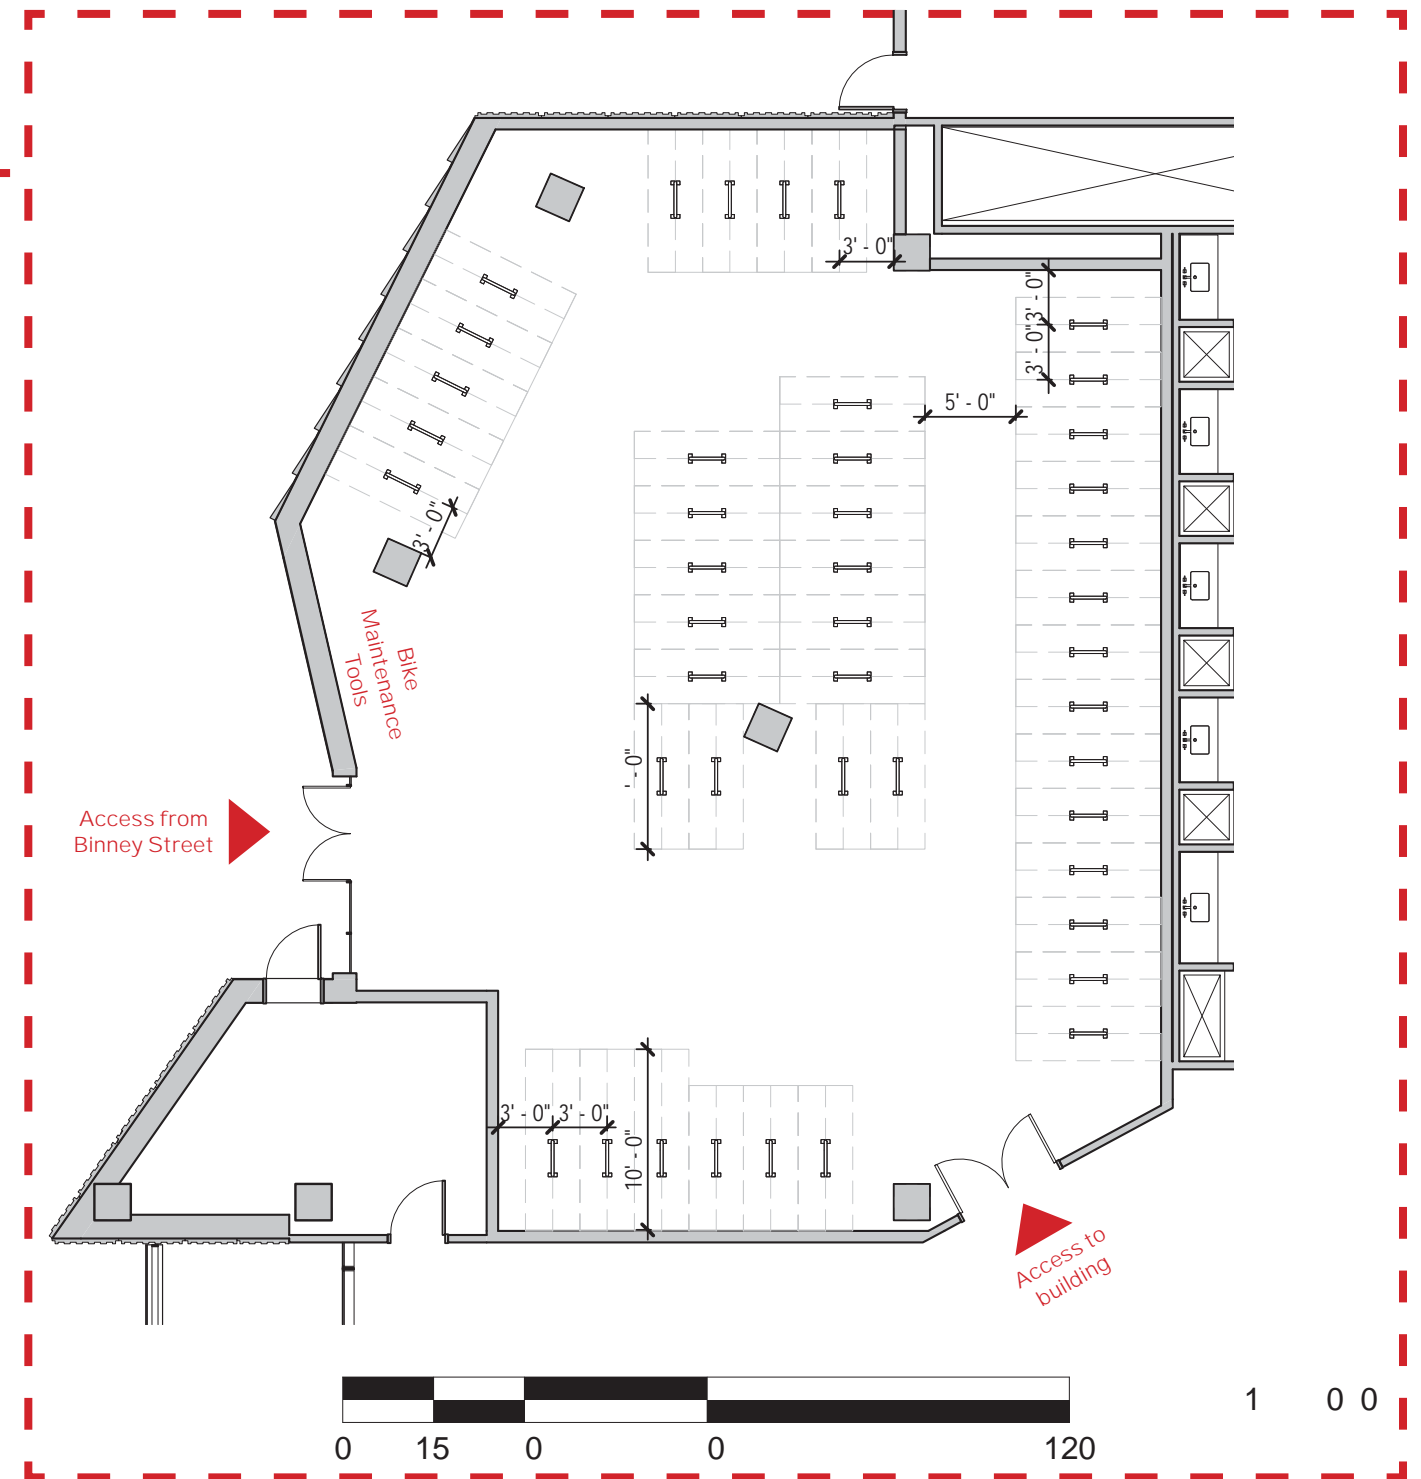 3' - 0"
3' - 0"
3' - 0"
5' - 0"
3' - 0"
Bike
Maintenance
Tools
' - 0"
Access from
Binney Street
3' - 0" 3' - 0"
10' - 0"
Access to
building
0 15 0 0 120
1 0 0